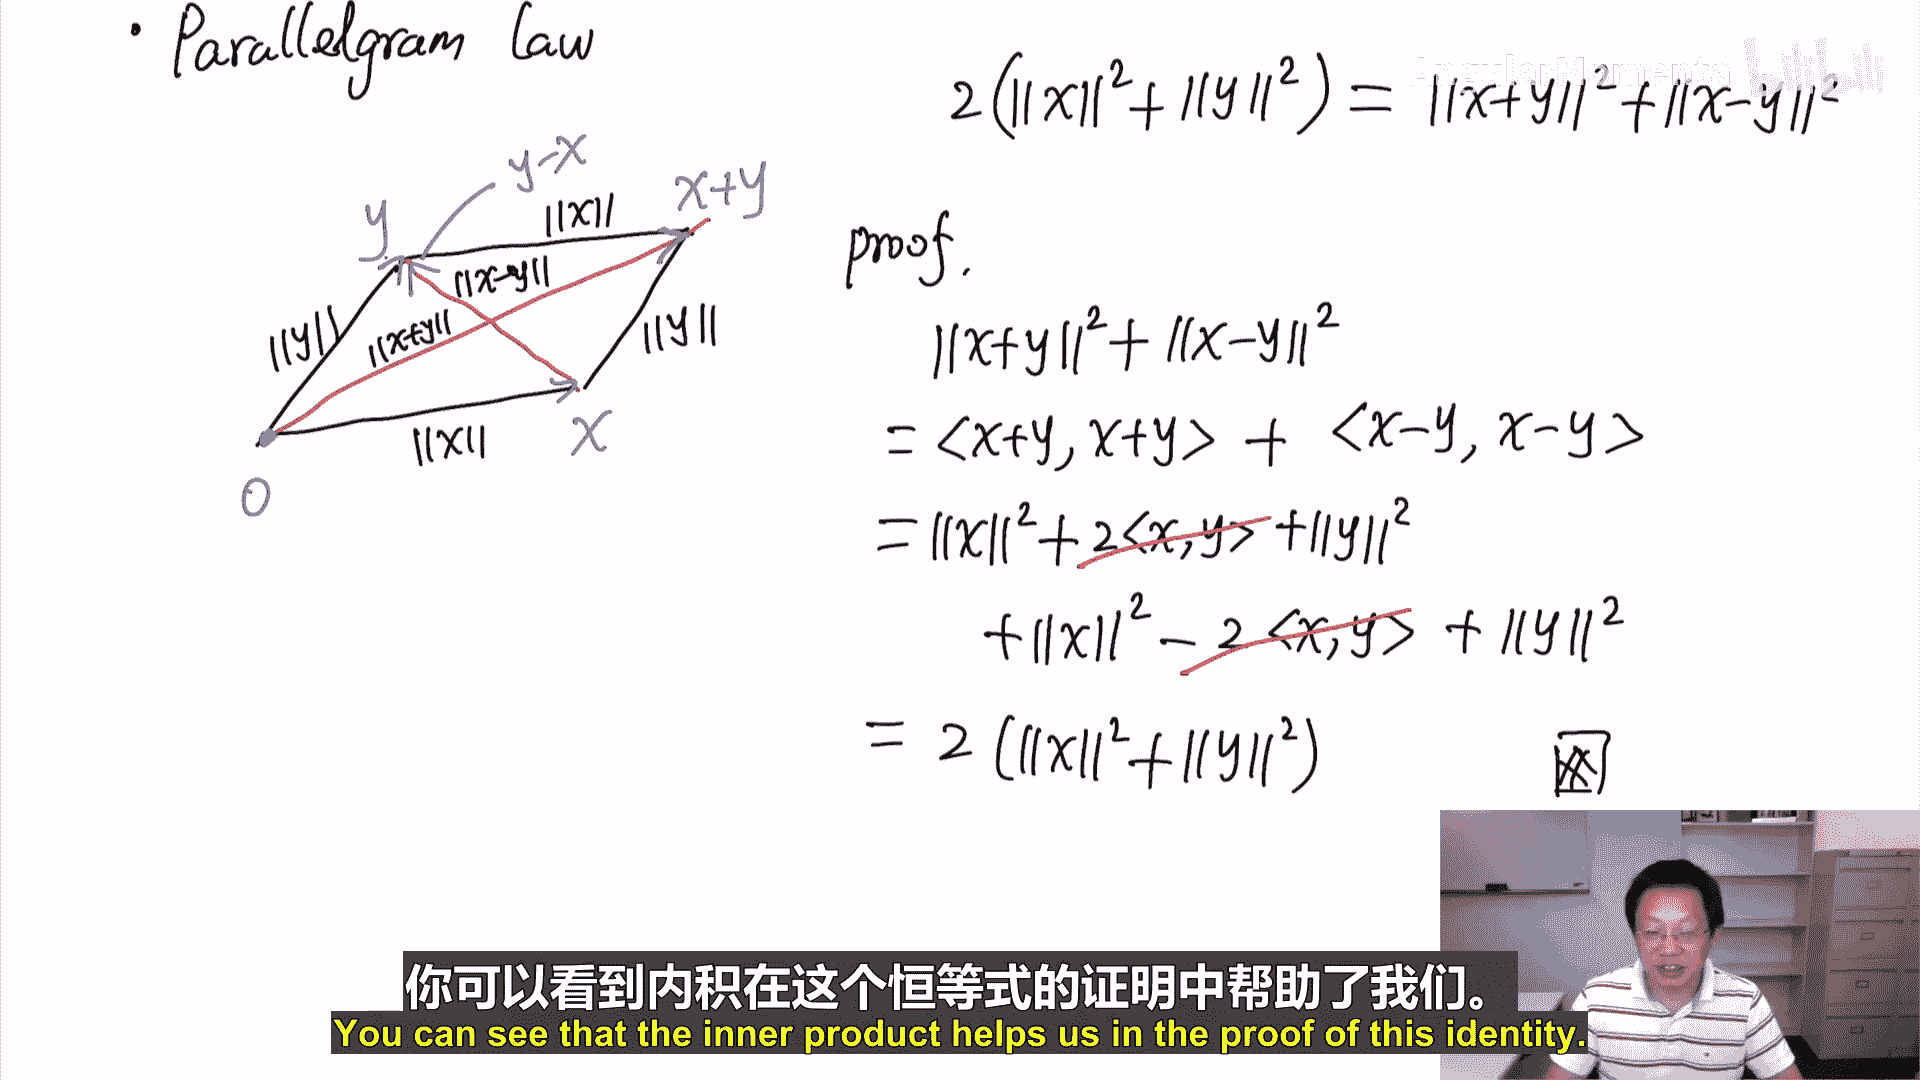 • Parallelgram Law
2(||x||²+||y||²) = ||x+y||²+||x-y||²
y-x
x+y
y
||x||
||x-y||
||y||
||x+y||
||y||
||x||
x
0
proof.
||x+y||²+||x-y||²
= <x+y, x+y> + <x-y, x-y>
= ||x||²+2<x,y>+||y||²
+||x||²-2<x,y>+||y||²
= 2(||x||²+||y||²)
bilibili
你可以看到内积在这个恒等式的证明中帮助了我们。
You can see that the inner product helps us in the proof of this identity.